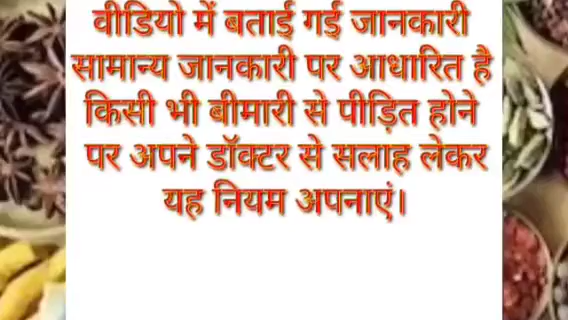 वीडियो में बताई गई जानकारी
सामान्य जानकारी पर आधारित है
किसी भी बीमारी से पीड़ित होने
पर अपने डॉक्टर से सलाह लेकर
यह नियम अपनाएं।